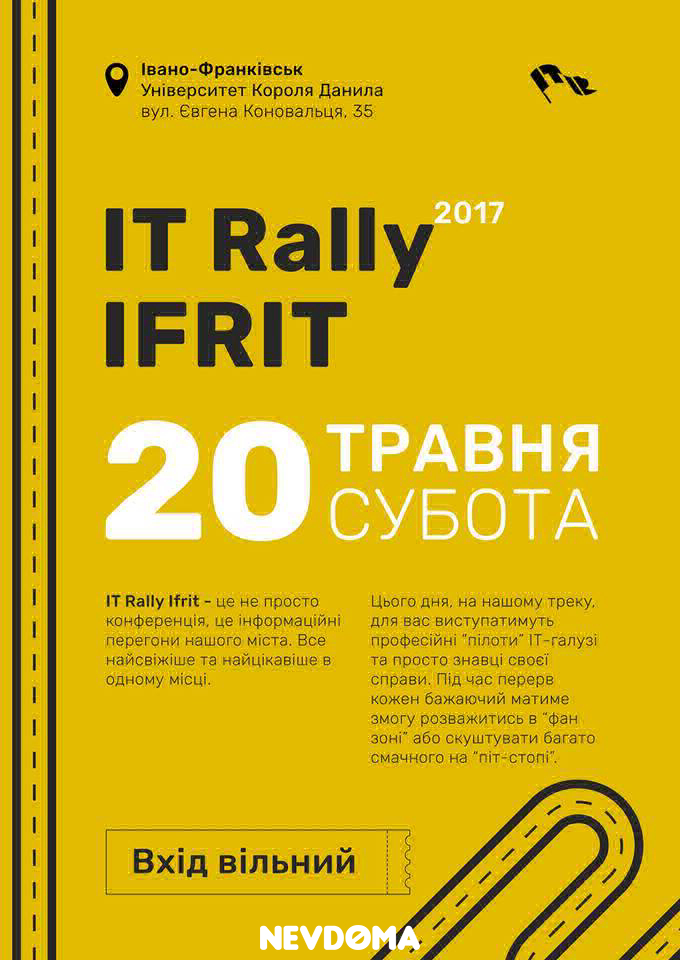 Івано-Франківськ
Університет Короля Данила
вул. Євгена Коновальця, 35
IT IR
IT Rally 2017
IFRIT
20 ТРАВНЯ
СУБОТА
IT Rally Ifrit - це не просто
конференція, це інформаційні
перегони нашого міста. Все
найсвіжіше та найцікавіше в
одному місці.
Цього дня, на нашому треку,
для вас виступатимуть
професійні "пілоти" ІТ-галузі
та просто знавці своєї
справи. Під час перерв
кожен бажаючий матиме
змогу розважитись в "фан
зоні" або скуштувати багато
смачного на "піт-стопі".
Вхід вільний
NEVDOMA